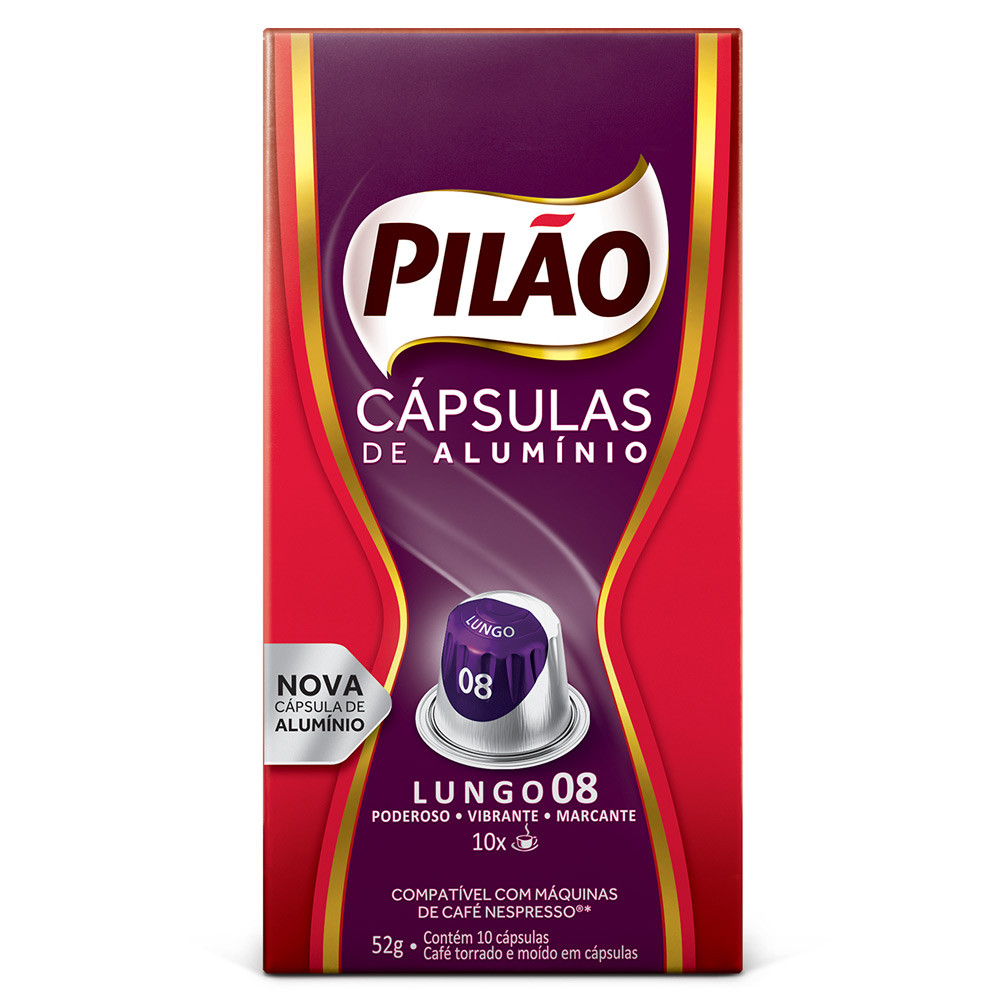 PILÃO
CÁPSULAS
DE ALUMÍNIO
LUNGO
08
NOVA
CÁPSULA DE
ALUMÍNIO
LUNGO 08
PODEROSO • VIBRANTE • MARCANTE
10x
COMPATÍVEL COM MÁQUINAS
DE CAFÉ NESPRESSO®*
52g • Contém 10 cápsulas
Café torrado e moído em cápsulas